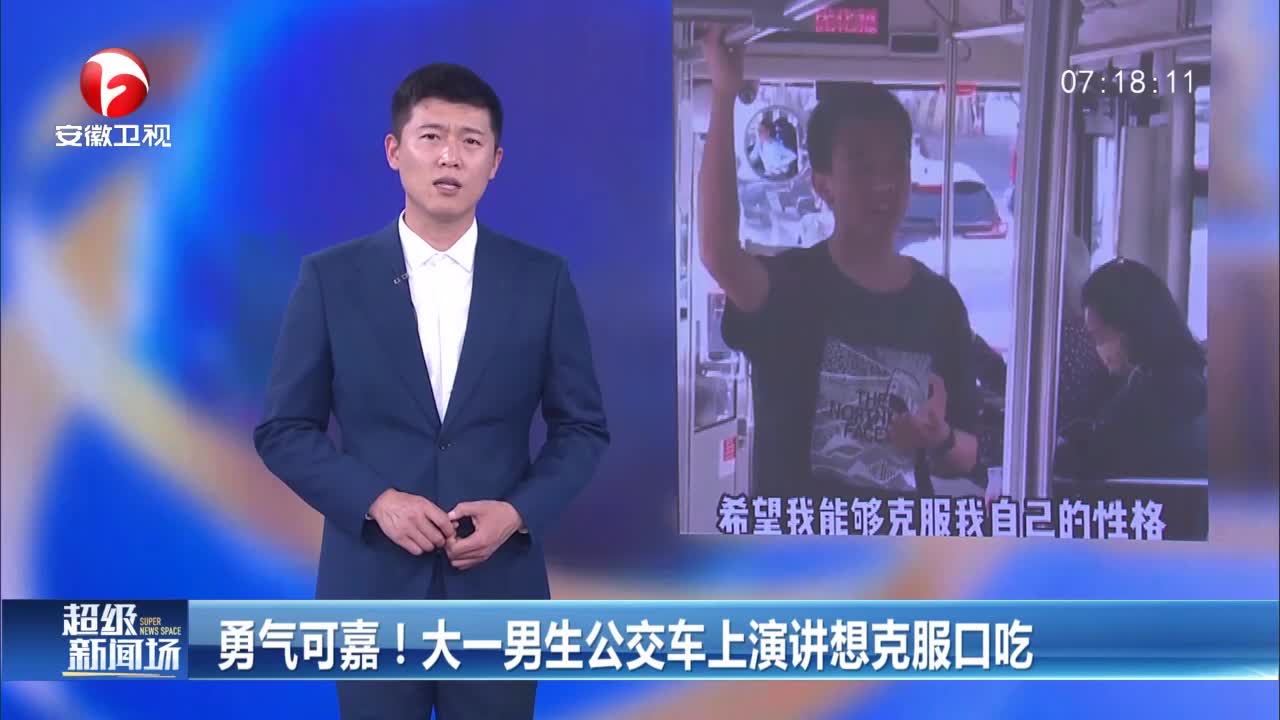 安徽卫视
07:18:11
THE
NORTH
FACE
希望我能够克服我自己的性格
超级
新闻场
SUPER
NEWS SPACE
勇气可嘉！大一男生公交车上演讲想克服口吃